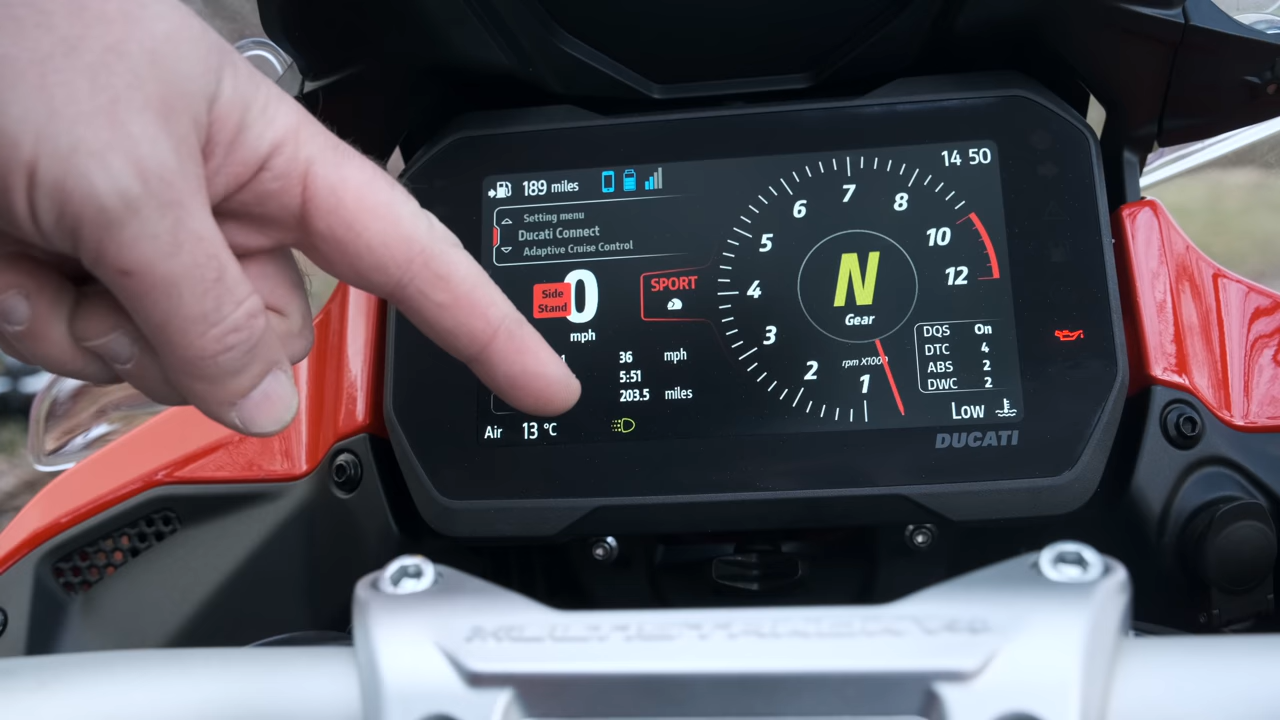 189 miles
14 50
Setting menu
Ducati Connect
Adaptive Cruise Control
Side
Stand
0
mph
SPORT
1
2
3
4
5
6
7
8
10
12
N
Gear
rpm X1000
36 mph
5:51
203.5 miles
DQS On
DTC 4
ABS 2
DWC 2
Air 13 °C
Low
DUCATI